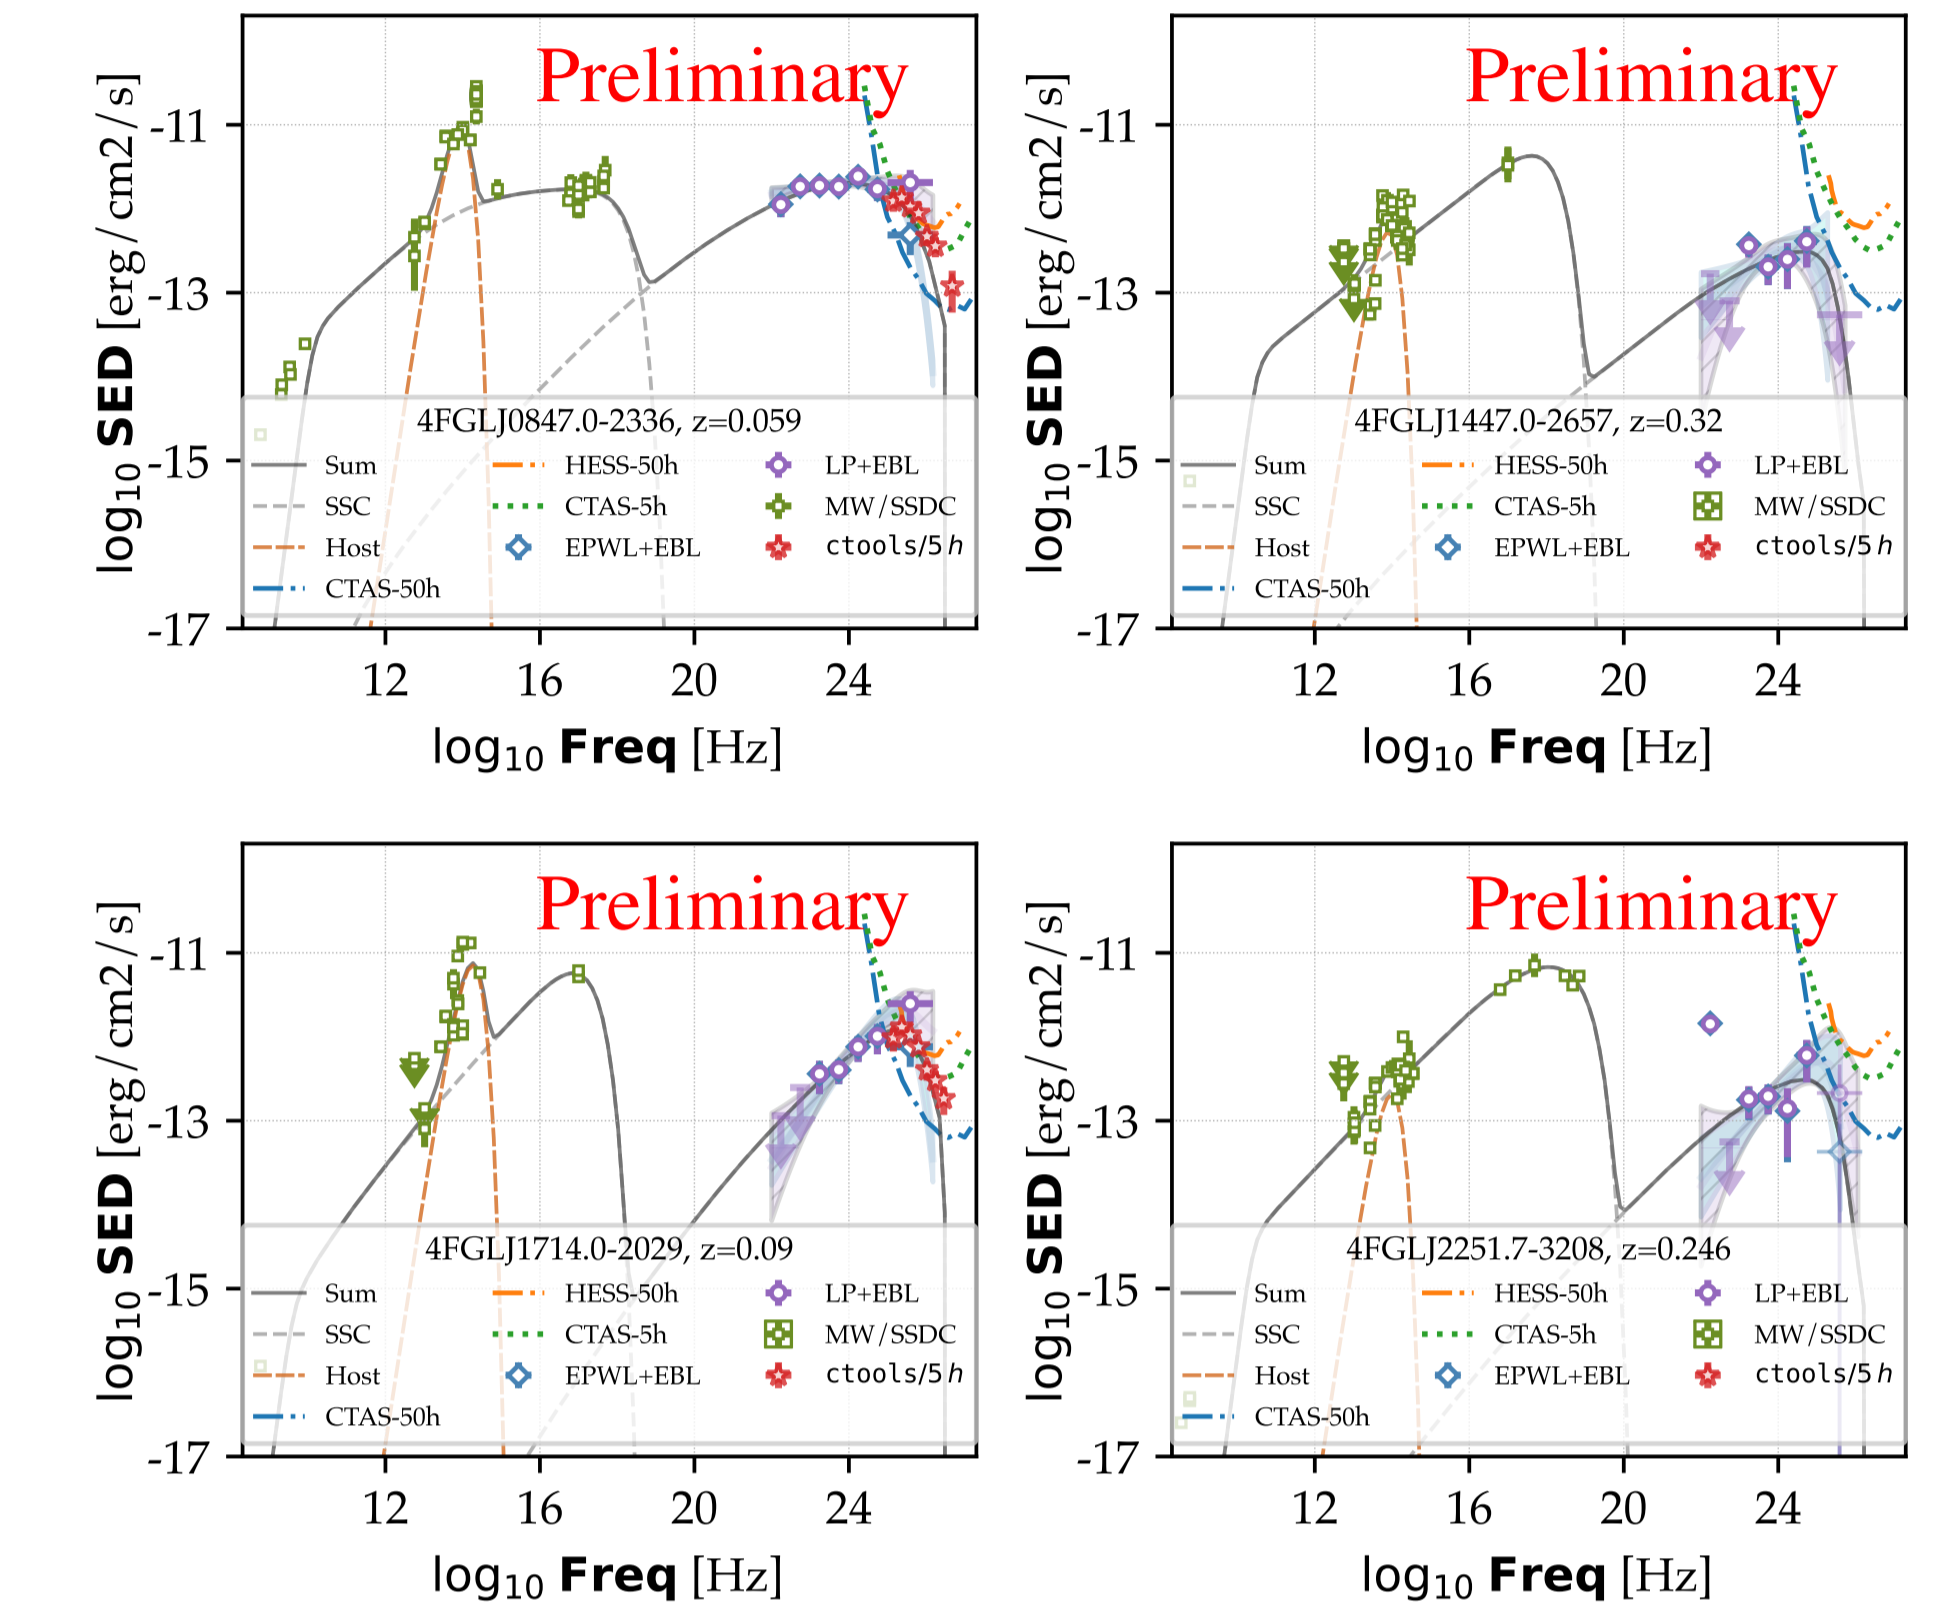 Preliminary
log10 SED [erg/cm2/s]
-11
-13
-15
-17
4FGLJ0847.0-2336, z=0.059
Sum
SSC
Host
CTAS-50h
HESS-50h
CTAS-5h
EPWL+EBL
LP+EBL
MW/SSDC
ctools/5h
12 16 20 24
log10 Freq [Hz]
Preliminary
log10 SED [erg/cm2/s]
-11
-13
-15
-17
4FGLJ1447.0-2657, z=0.32
Sum
SSC
Host
CTAS-50h
HESS-50h
CTAS-5h
EPWL+EBL
LP+EBL
MW/SSDC
ctools/5h
12 16 20 24
log10 Freq [Hz]
Preliminary
log10 SED [erg/cm2/s]
-11
-13
-15
-17
4FGLJ1714.0-2029, z=0.09
Sum
SSC
Host
CTAS-50h
HESS-50h
CTAS-5h
EPWL+EBL
LP+EBL
MW/SSDC
ctools/5h
12 16 20 24
log10 Freq [Hz]
Preliminary
log10 SED [erg/cm2/s]
-11
-13
-15
-17
4FGLJ2251.7-3208, z=0.246
Sum
SSC
Host
CTAS-50h
HESS-50h
CTAS-5h
EPWL+EBL
LP+EBL
MW/SSDC
ctools/5h
12 16 20 24
log10 Freq [Hz]